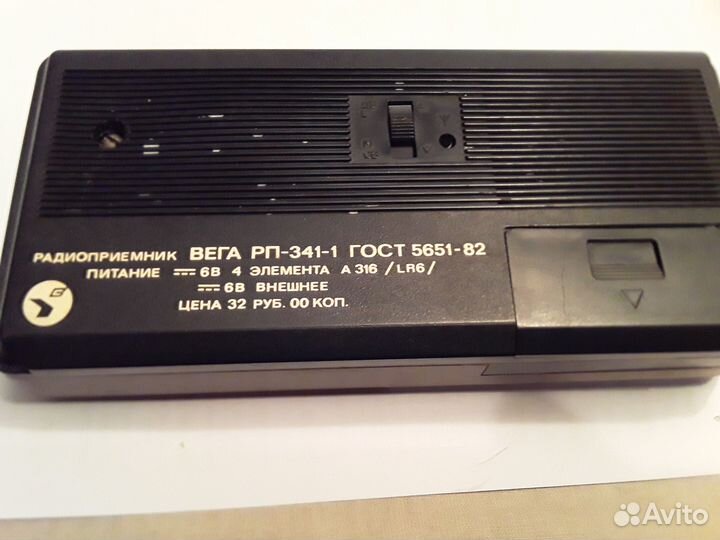 РАДИОПРИЕМНИК ВЕГА РП-341-1 ГОСТ 5651-82
ПИТАНИЕ ⎓ 6В 4 ЭЛЕМЕНТА А 316 /LR6/
⎓ 6В ВНЕШНЕЕ
ЦЕНА 32 РУБ. 00 КОП.
Avito